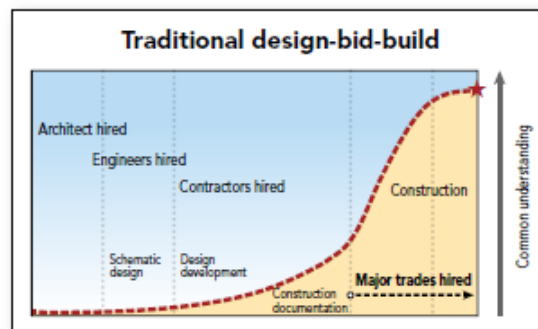 Traditional design-bid-build
Architect hired
Engineers hired
Contractors hired
Construction
Schematic
design
Design
development
Major trades hired
Construction
documentation
Common understanding